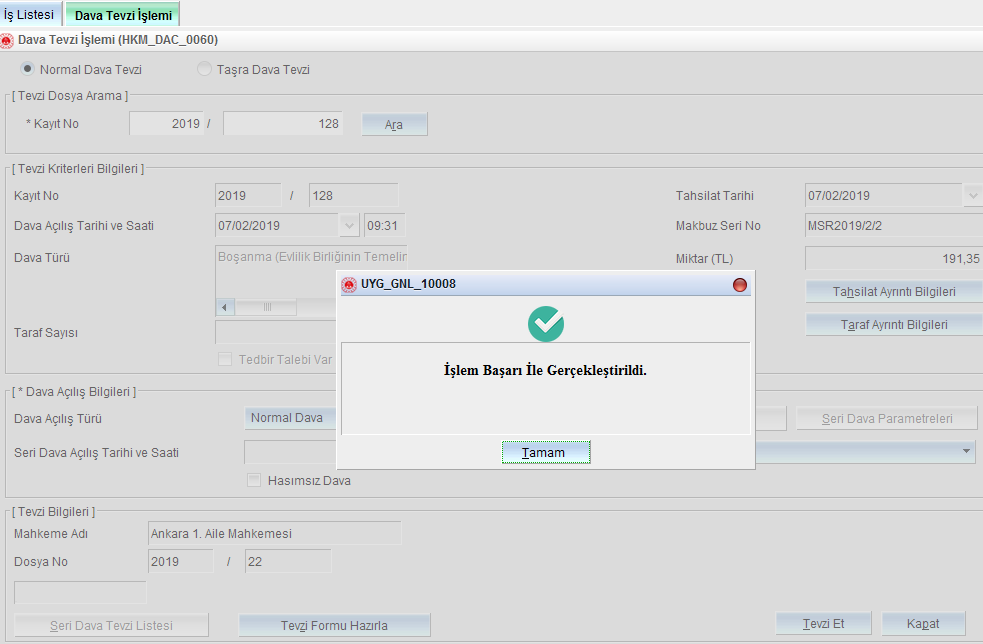 İş Listesi Dava Tevzi İşlemi
Dava Tevzi İşlemi (HKM_DAC_0060)
Normal Dava Tevzi Taşra Dava Tevzi
[ Tevzi Dosya Arama ]
* Kayıt No 2019 / 128 Ara
[ Tevzi Kriterleri Bilgileri ]
Kayıt No 2019 / 128 Tahsilat Tarihi 07/02/2019
Dava Açılış Tarihi ve Saati 07/02/2019 09:31 Makbuz Seri No MSR2019/2/2
Dava Türü Boşanma (Evlilik Birliğinin Temelin Miktar (TL) 191,35
UYG_GNL_10008
Tahsilat Ayrıntı Bilgileri
Taraf Sayısı Taraf Ayrıntı Bilgileri
Tedbir Talebi Var
İşlem Başarı İle Gerçekleştirildi.
[ * Dava Açılış Bilgileri ]
Dava Açılış Türü Normal Dava Seri Dava Parametreleri
Seri Dava Açılış Tarihi ve Saati Tamam
Hasımsız Dava
[ Tevzi Bilgileri ]
Mahkeme Adı Ankara 1. Aile Mahkemesi
Dosya No 2019 / 22
Seri Dava Tevzi Listesi Tevzi Formu Hazırla Tevzi Et Kapat